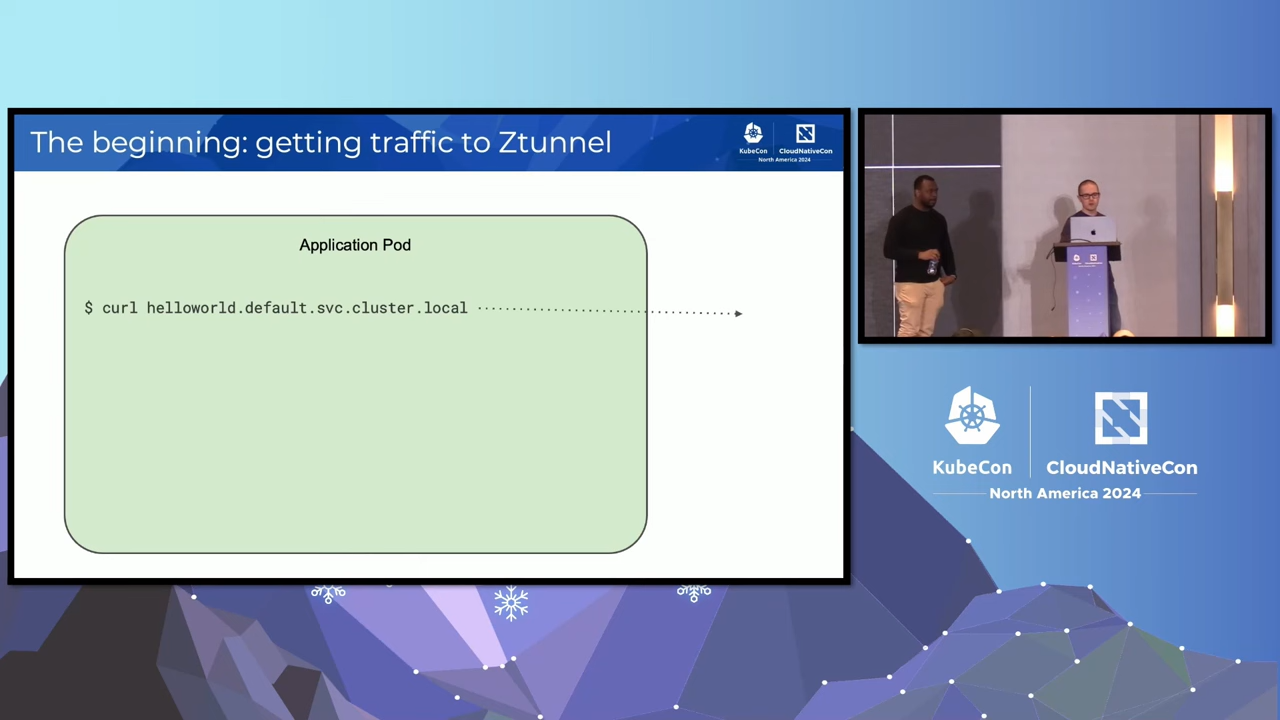 The beginning: getting traffic to Ztunnel
KubeCon
CloudNativeCon
North America 2024
Application Pod
$ curl helloworld.default.svc.cluster.local
KubeCon
CloudNativeCon
North America 2024